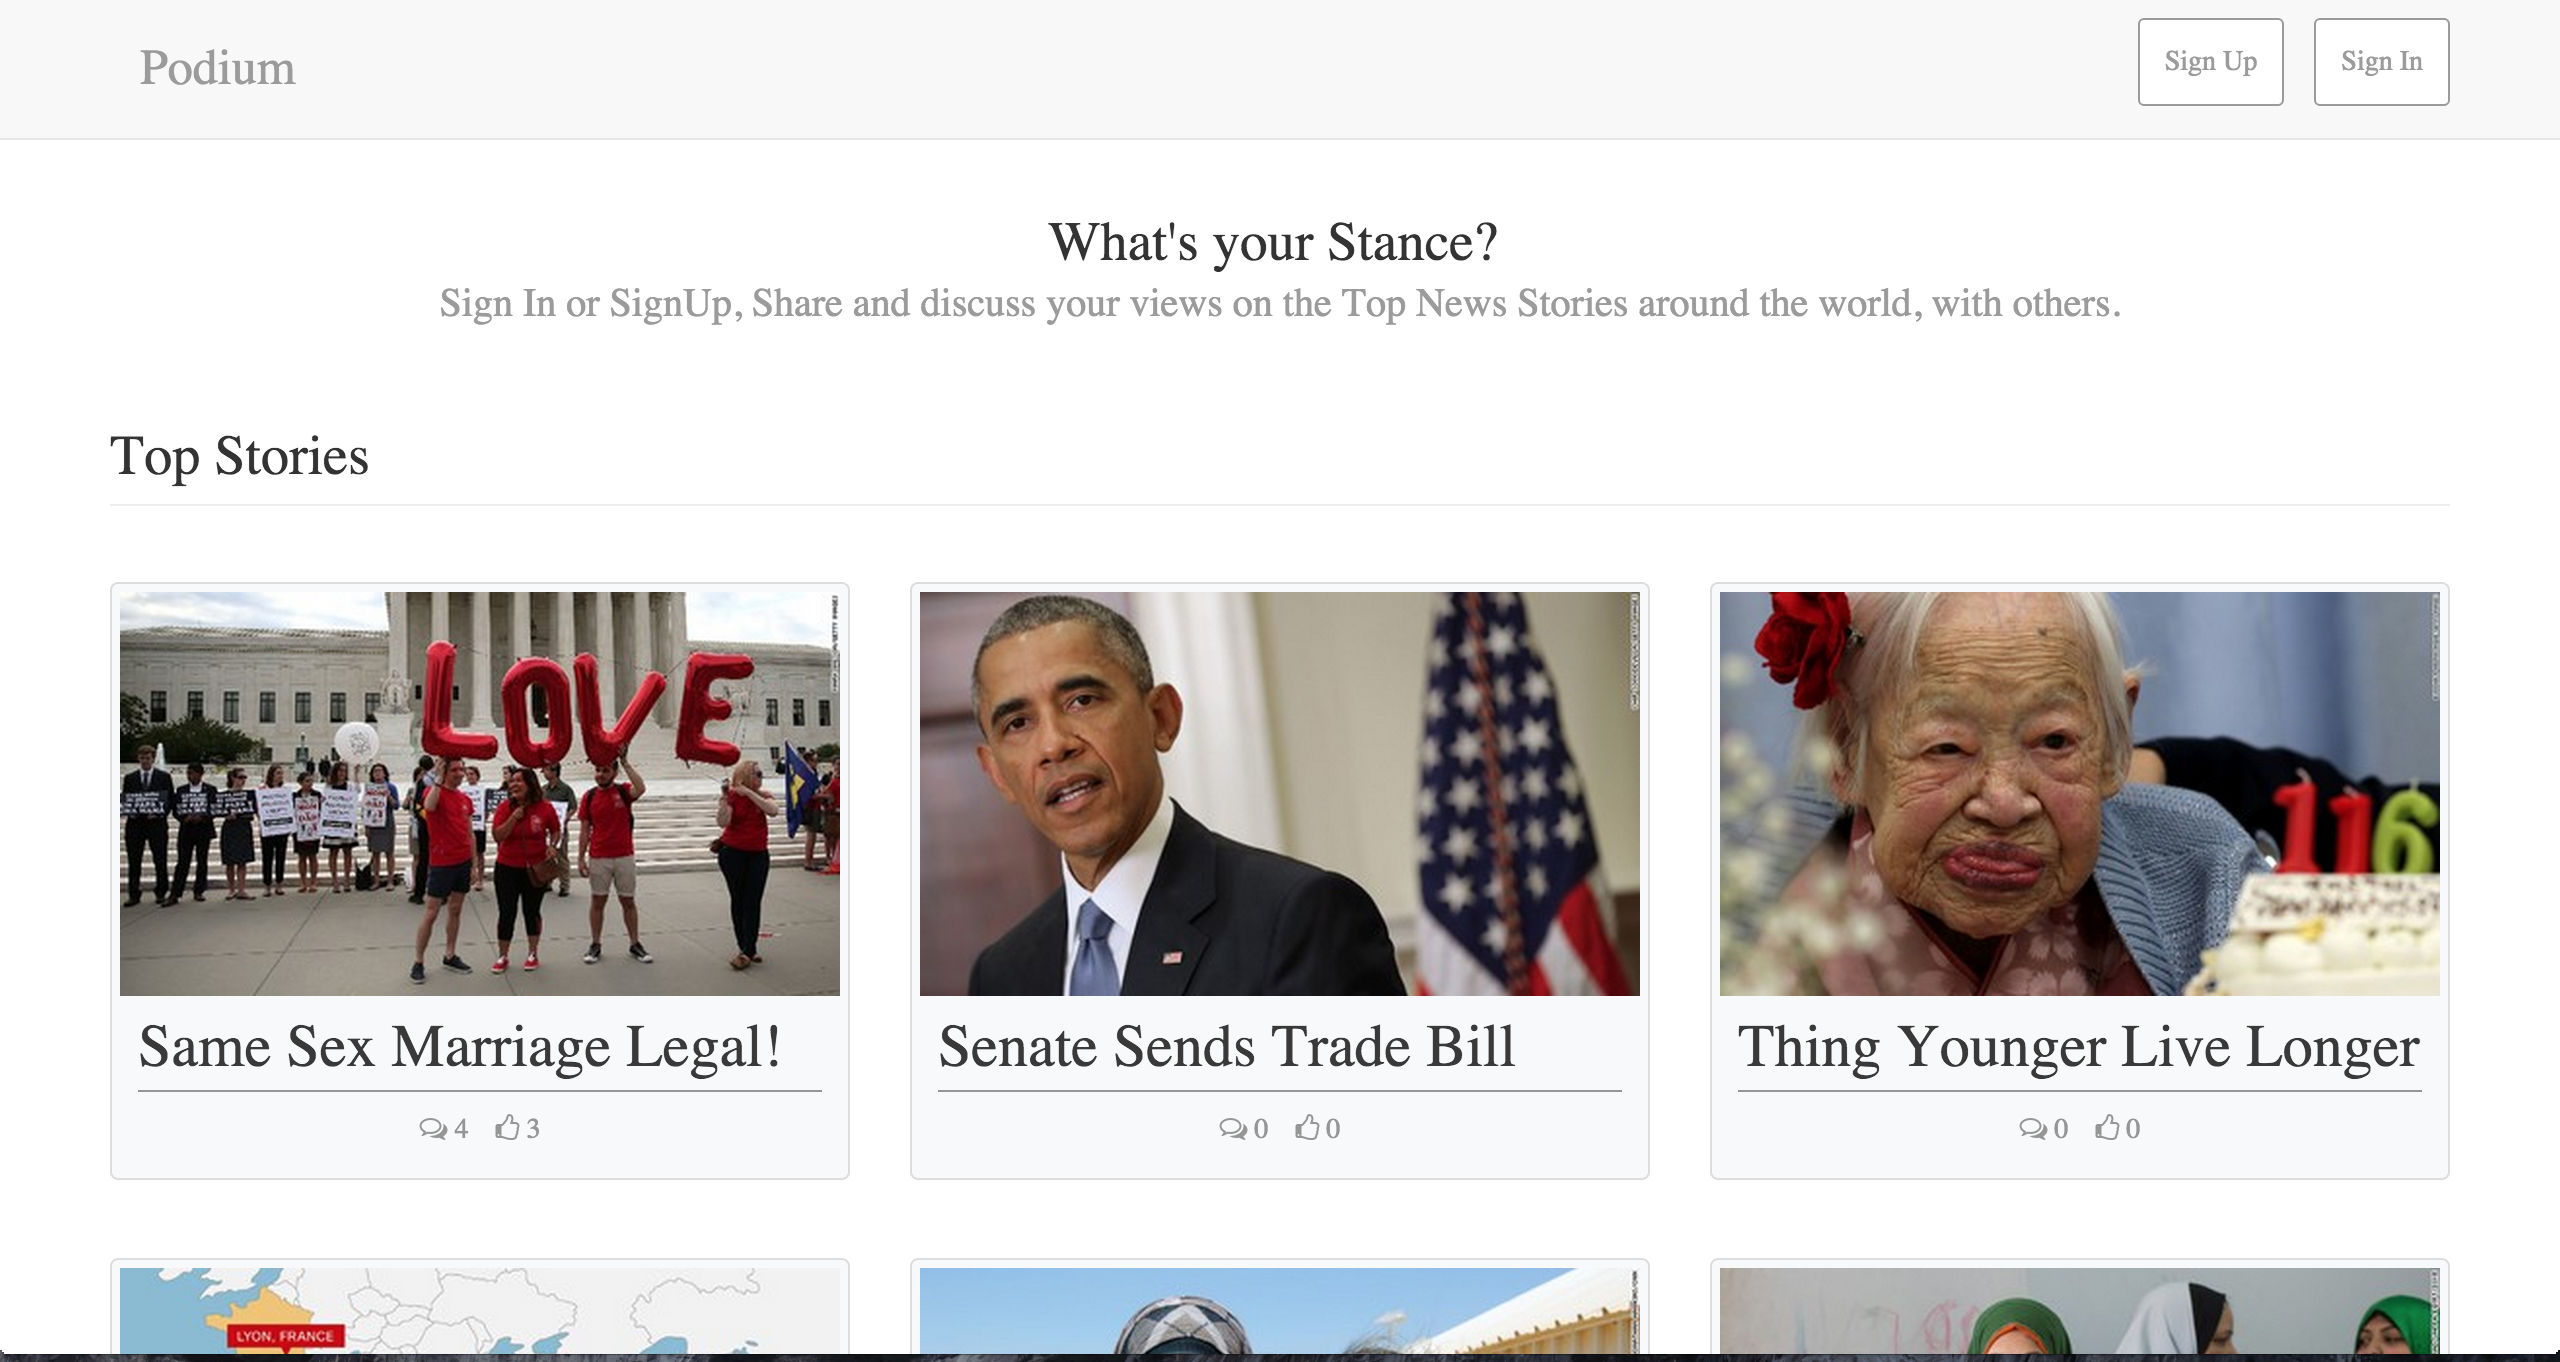 Podium
Sign Up
Sign In
What's your Stance?
Sign In or SignUp, Share and discuss your views on the Top News Stories around the world, with others.
Top Stories
LOVE
116
Same Sex Marriage Legal!
Senate Sends Trade Bill
Thing Younger Live Longer
4 3
0 0
0 0
LYON, FRANCE